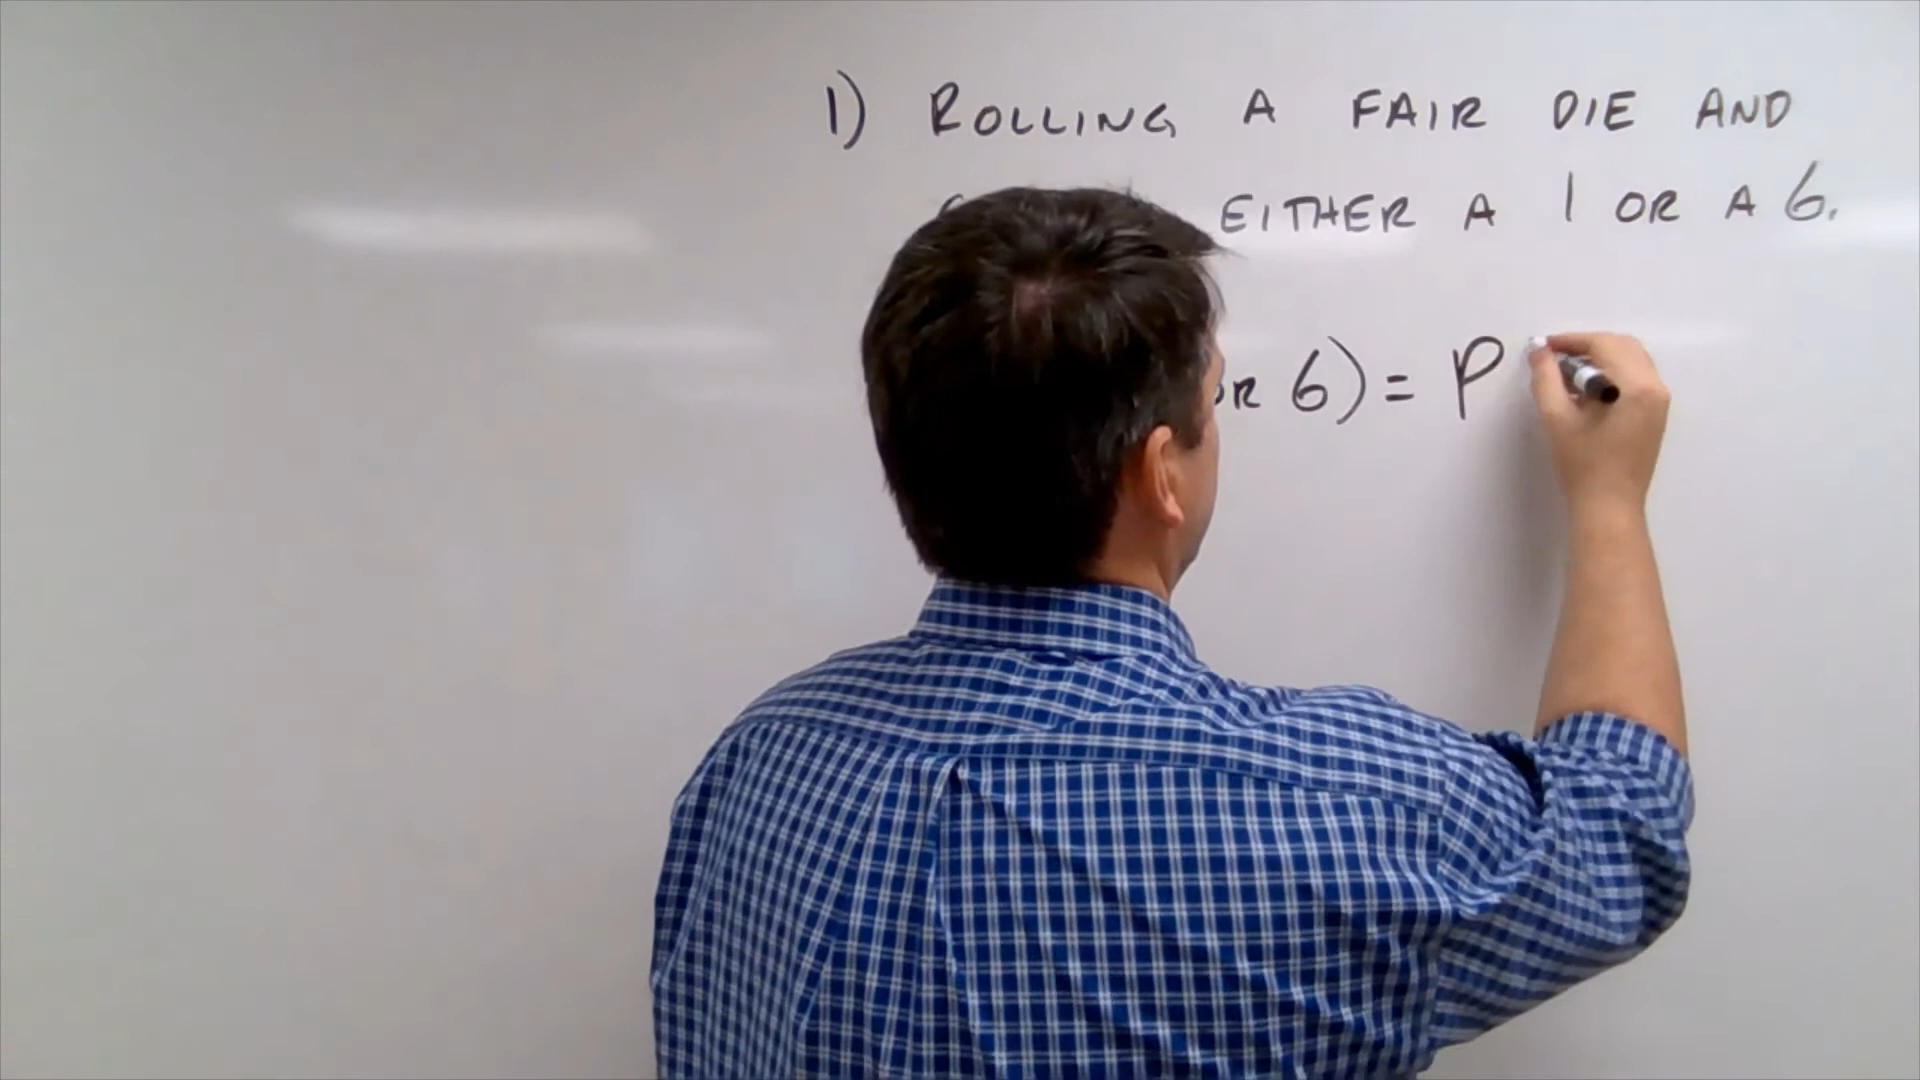 1) ROLLING A FAIR DIE AND
EITHER A 1 OR A 6.
OR 6) = P